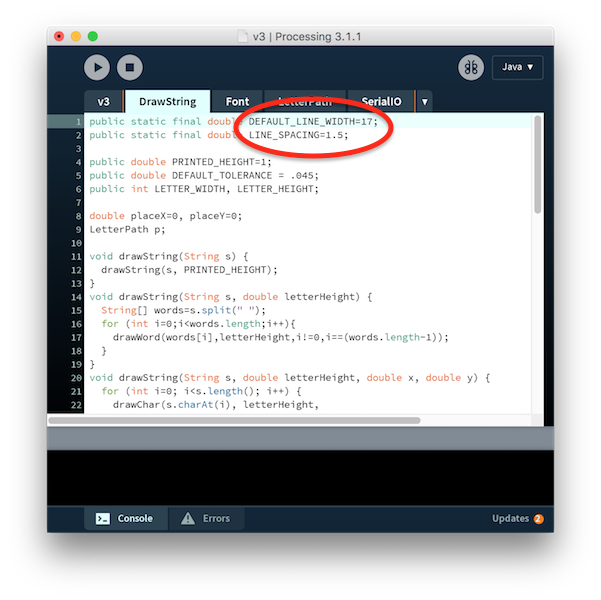 v3 | Processing 3.1.1
Java ▼
v3 DrawString Font LetterPath SerialIO ▼
1 public static final double DEFAULT_LINE_WIDTH=17;
2 public static final double LINE_SPACING=1.5;
3
4 public double PRINTED_HEIGHT=1;
5 public double DEFAULT_TOLERANCE = .045;
6 public int LETTER_WIDTH, LETTER_HEIGHT;
7
8 double placeX=0, placeY=0;
9 LetterPath p;
10
11 void drawString(String s) {
12 drawString(s, PRINTED_HEIGHT);
13 }
14 void drawString(String s, double letterHeight) {
15 String[] words=s.split(" ");
16 for (int i=0;i<words.length;i++){
17 drawWord(words[i],letterHeight,i!=0,i==(words.length-1));
18 }
19 }
20 void drawString(String s, double letterHeight, double x, double y) {
21 for (int i=0; i<s.length(); i++) {
22 drawChar(s.charAt(i), letterHeight,
Console Errors Updates 2